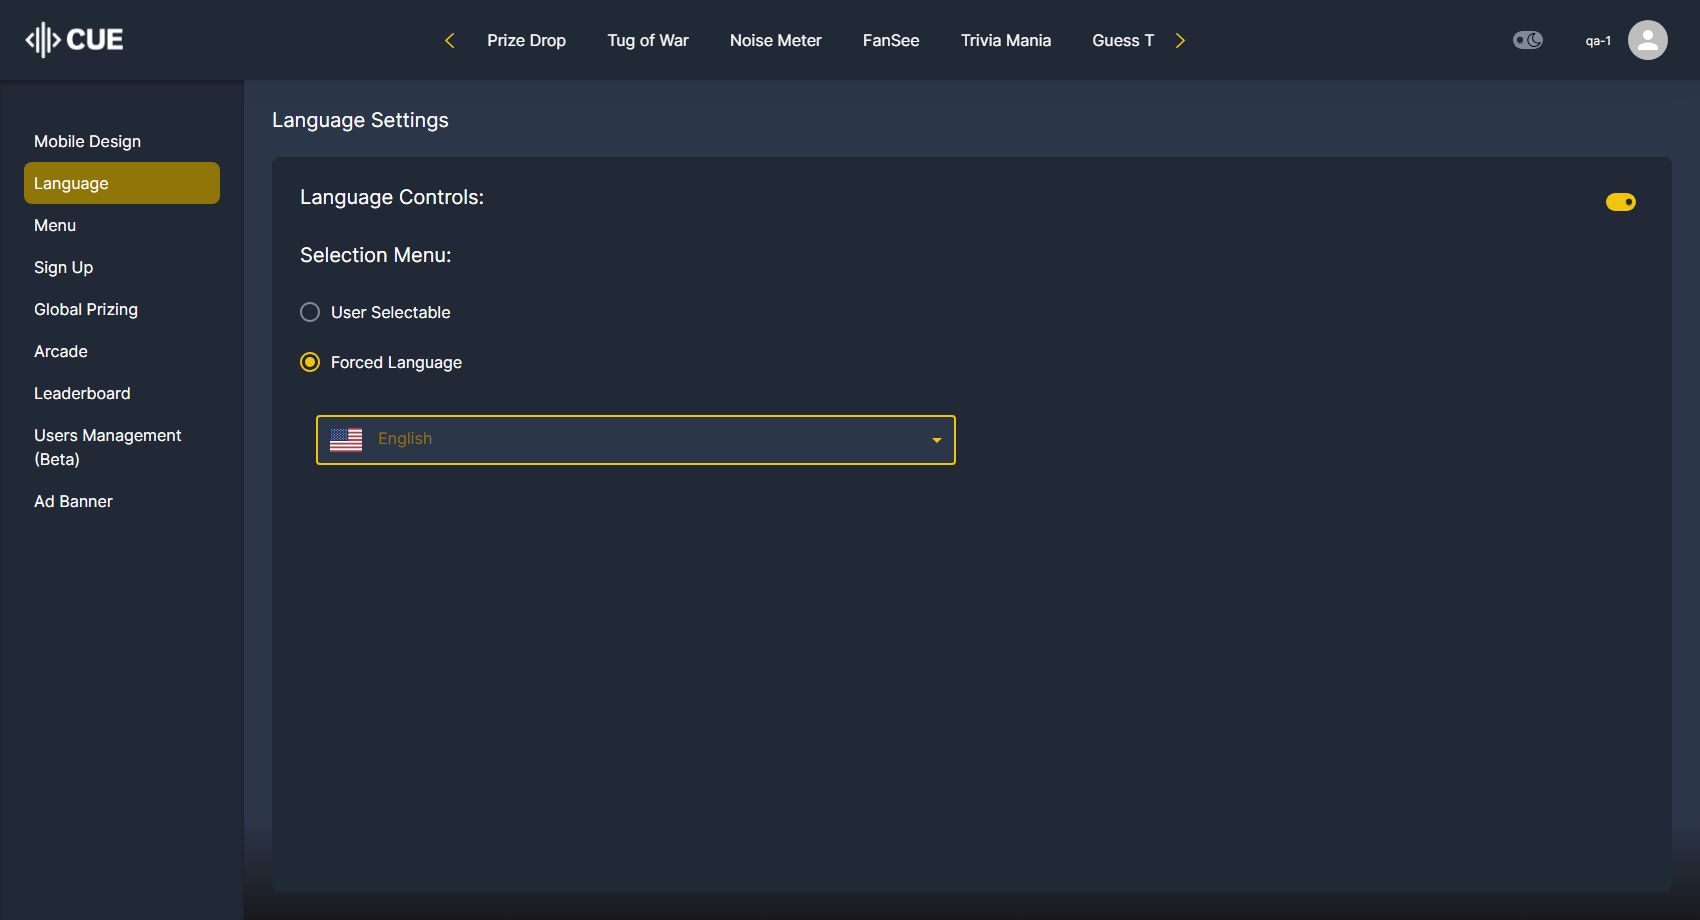 CUE
Prize Drop
Tug of War
Noise Meter
FanSee
Trivia Mania
Guess T
qa-1
Mobile Design
Language
Menu
Sign Up
Global Prizing
Arcade
Leaderboard
Users Management
(Beta)
Ad Banner
Language Settings
Language Controls:
Selection Menu:
User Selectable
Forced Language
English